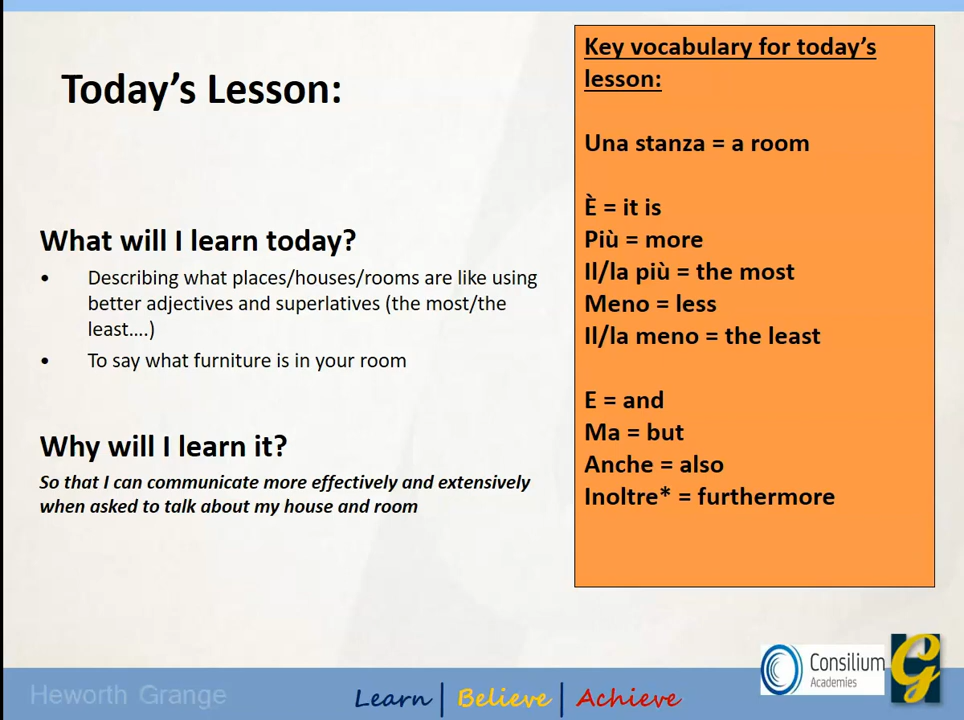 Today's Lesson:
What will I learn today?
• Describing what places/houses/rooms are like using
better adjectives and superlatives (the most/the
least....)
• To say what furniture is in your room
Why will I learn it?
So that I can communicate more effectively and extensively
when asked to talk about my house and room
Key vocabulary for today's
lesson:
Una stanza = a room
È = it is
Più = more
Il/la più = the most
Meno = less
Il/la meno = the least
E = and
Ma = but
Anche = also
Inoltre* = furthermore
Heworth Grange
Learn | Believe | Achieve
Consilium
Academies
G